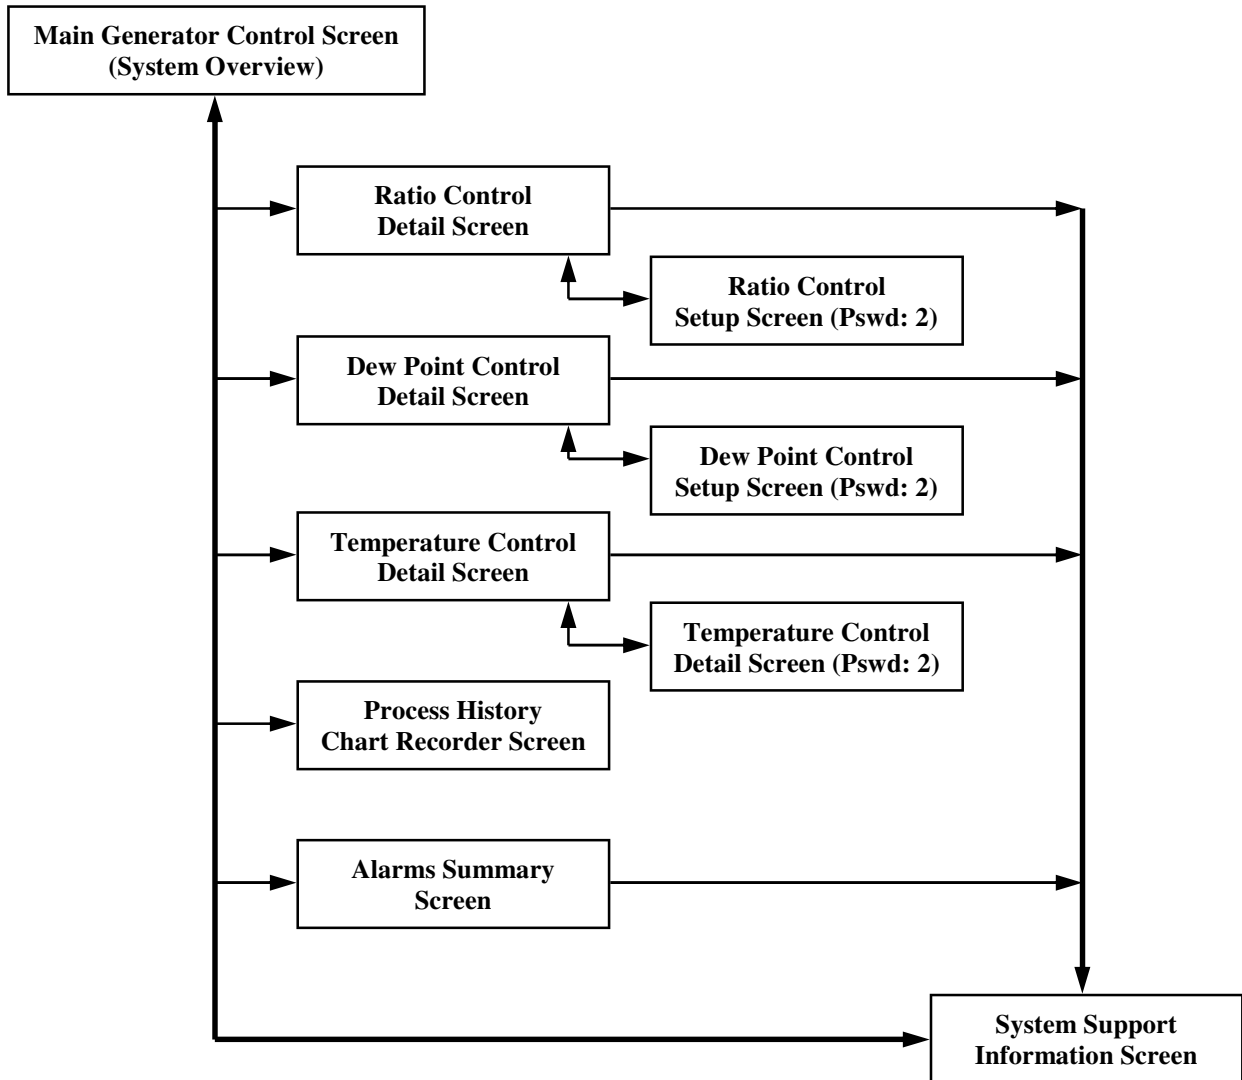 Main Generator Control Screen
(System Overview)
Ratio Control
Detail Screen
Ratio Control
Setup Screen (Pswd: 2)
Dew Point Control
Detail Screen
Dew Point Control
Setup Screen (Pswd: 2)
Temperature Control
Detail Screen
Temperature Control
Detail Screen (Pswd: 2)
Process History
Chart Recorder Screen
Alarms Summary
Screen
System Support
Information Screen